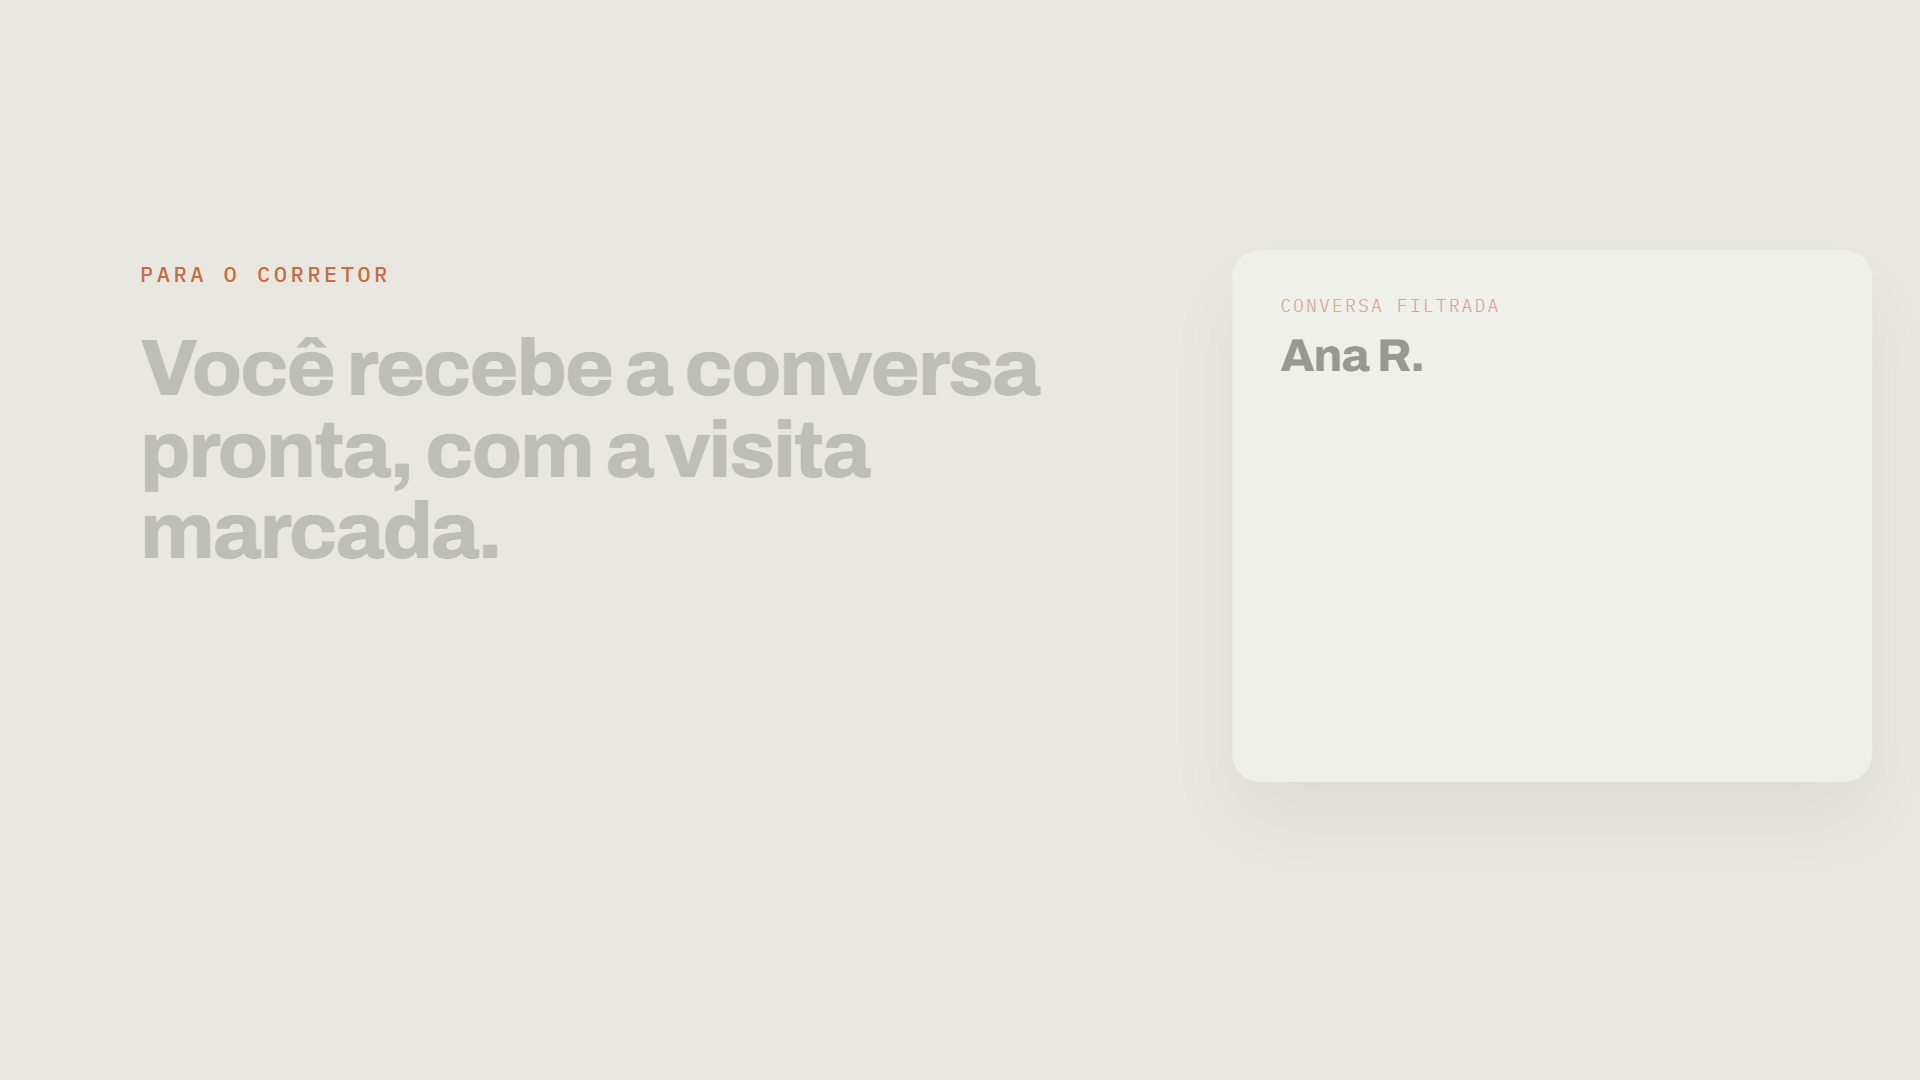 PARA O CORRETOR
Você recebe a conversa
pronta, com a visita
marcada.
CONVERSA FILTRADA
Ana R.